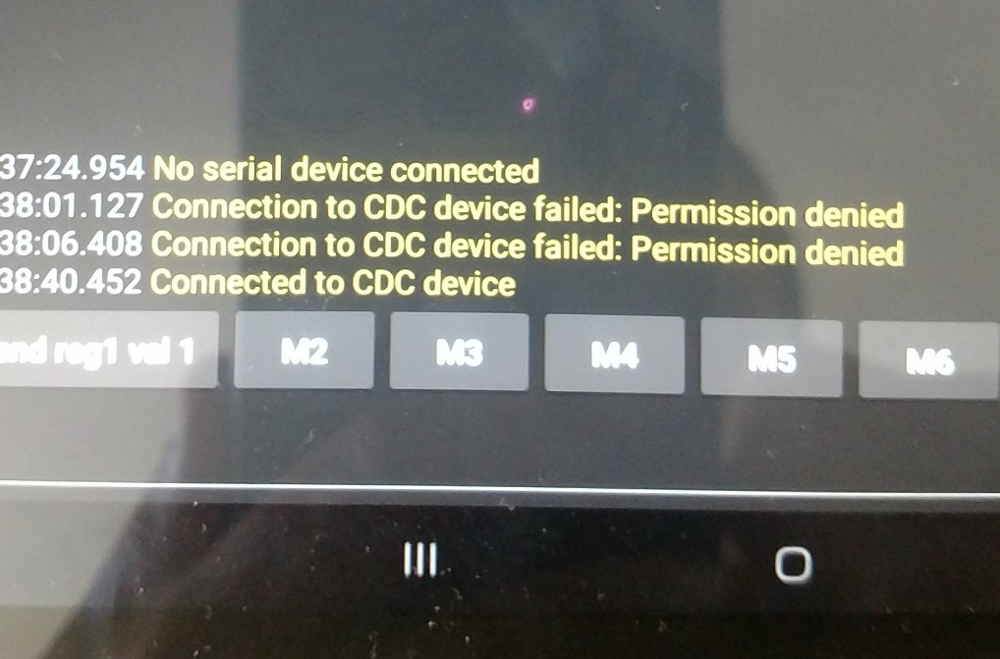 37:24.954 No serial device connected
38:01.127 Connection to CDC device failed: Permission denied
38:06.408 Connection to CDC device failed: Permission denied
38:40.452 Connected to CDC device
and reg1 val 1 M2 M3 M4 M5 M6